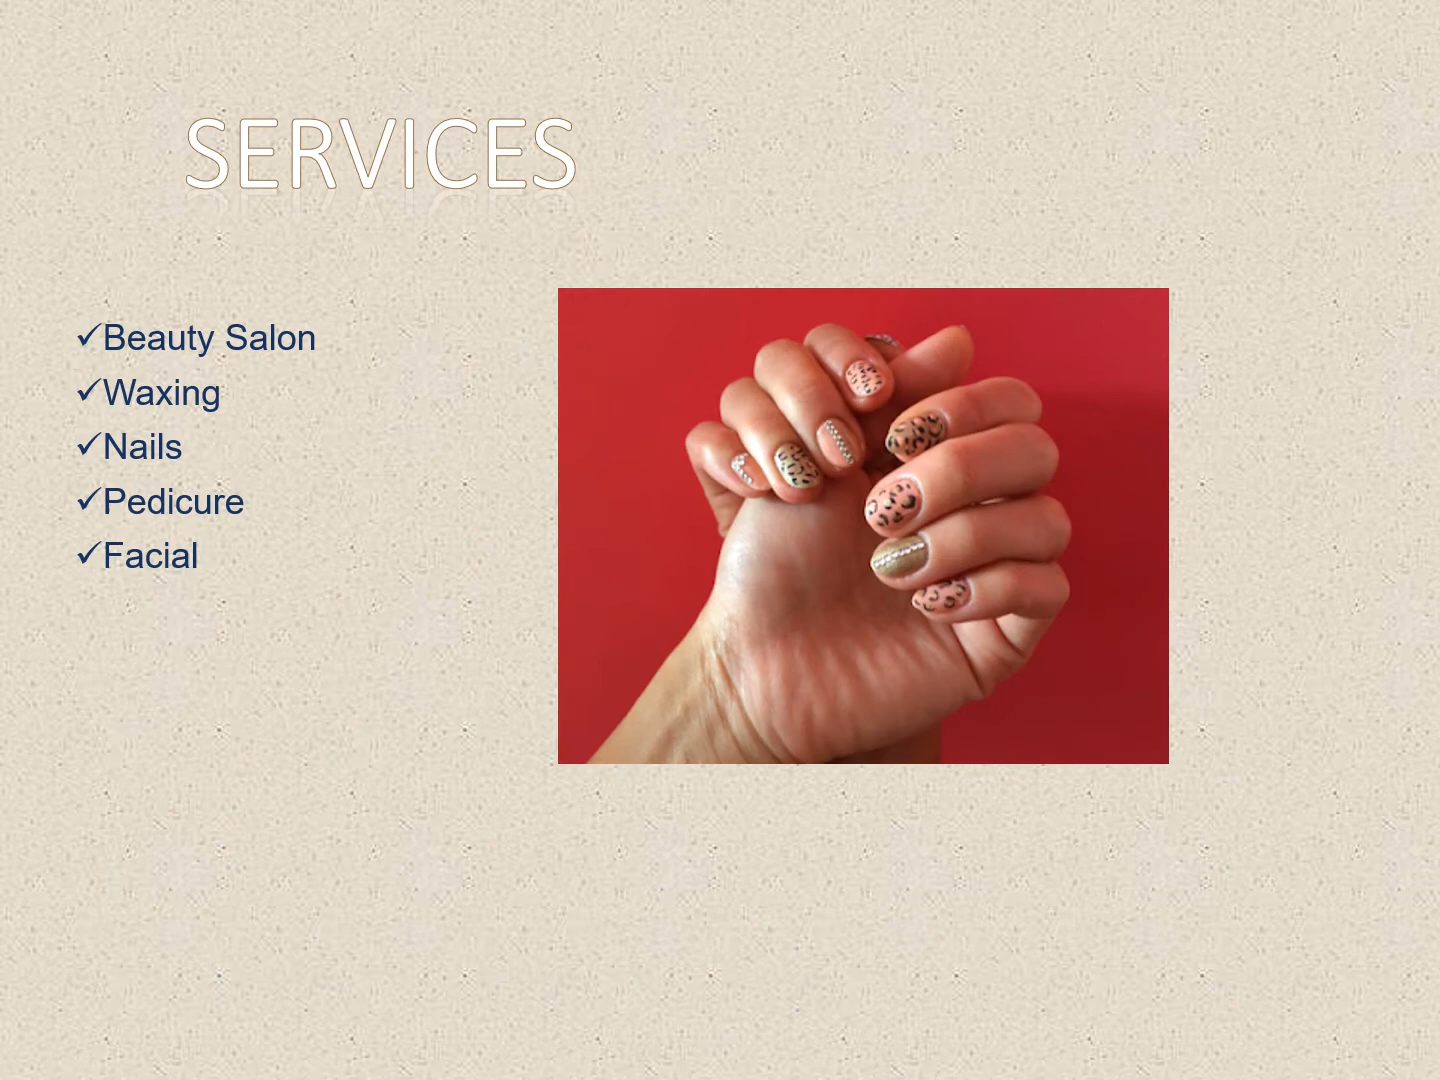 SERVICES
✓Beauty Salon
✓Waxing
✓Nails
✓Pedicure
✓Facial